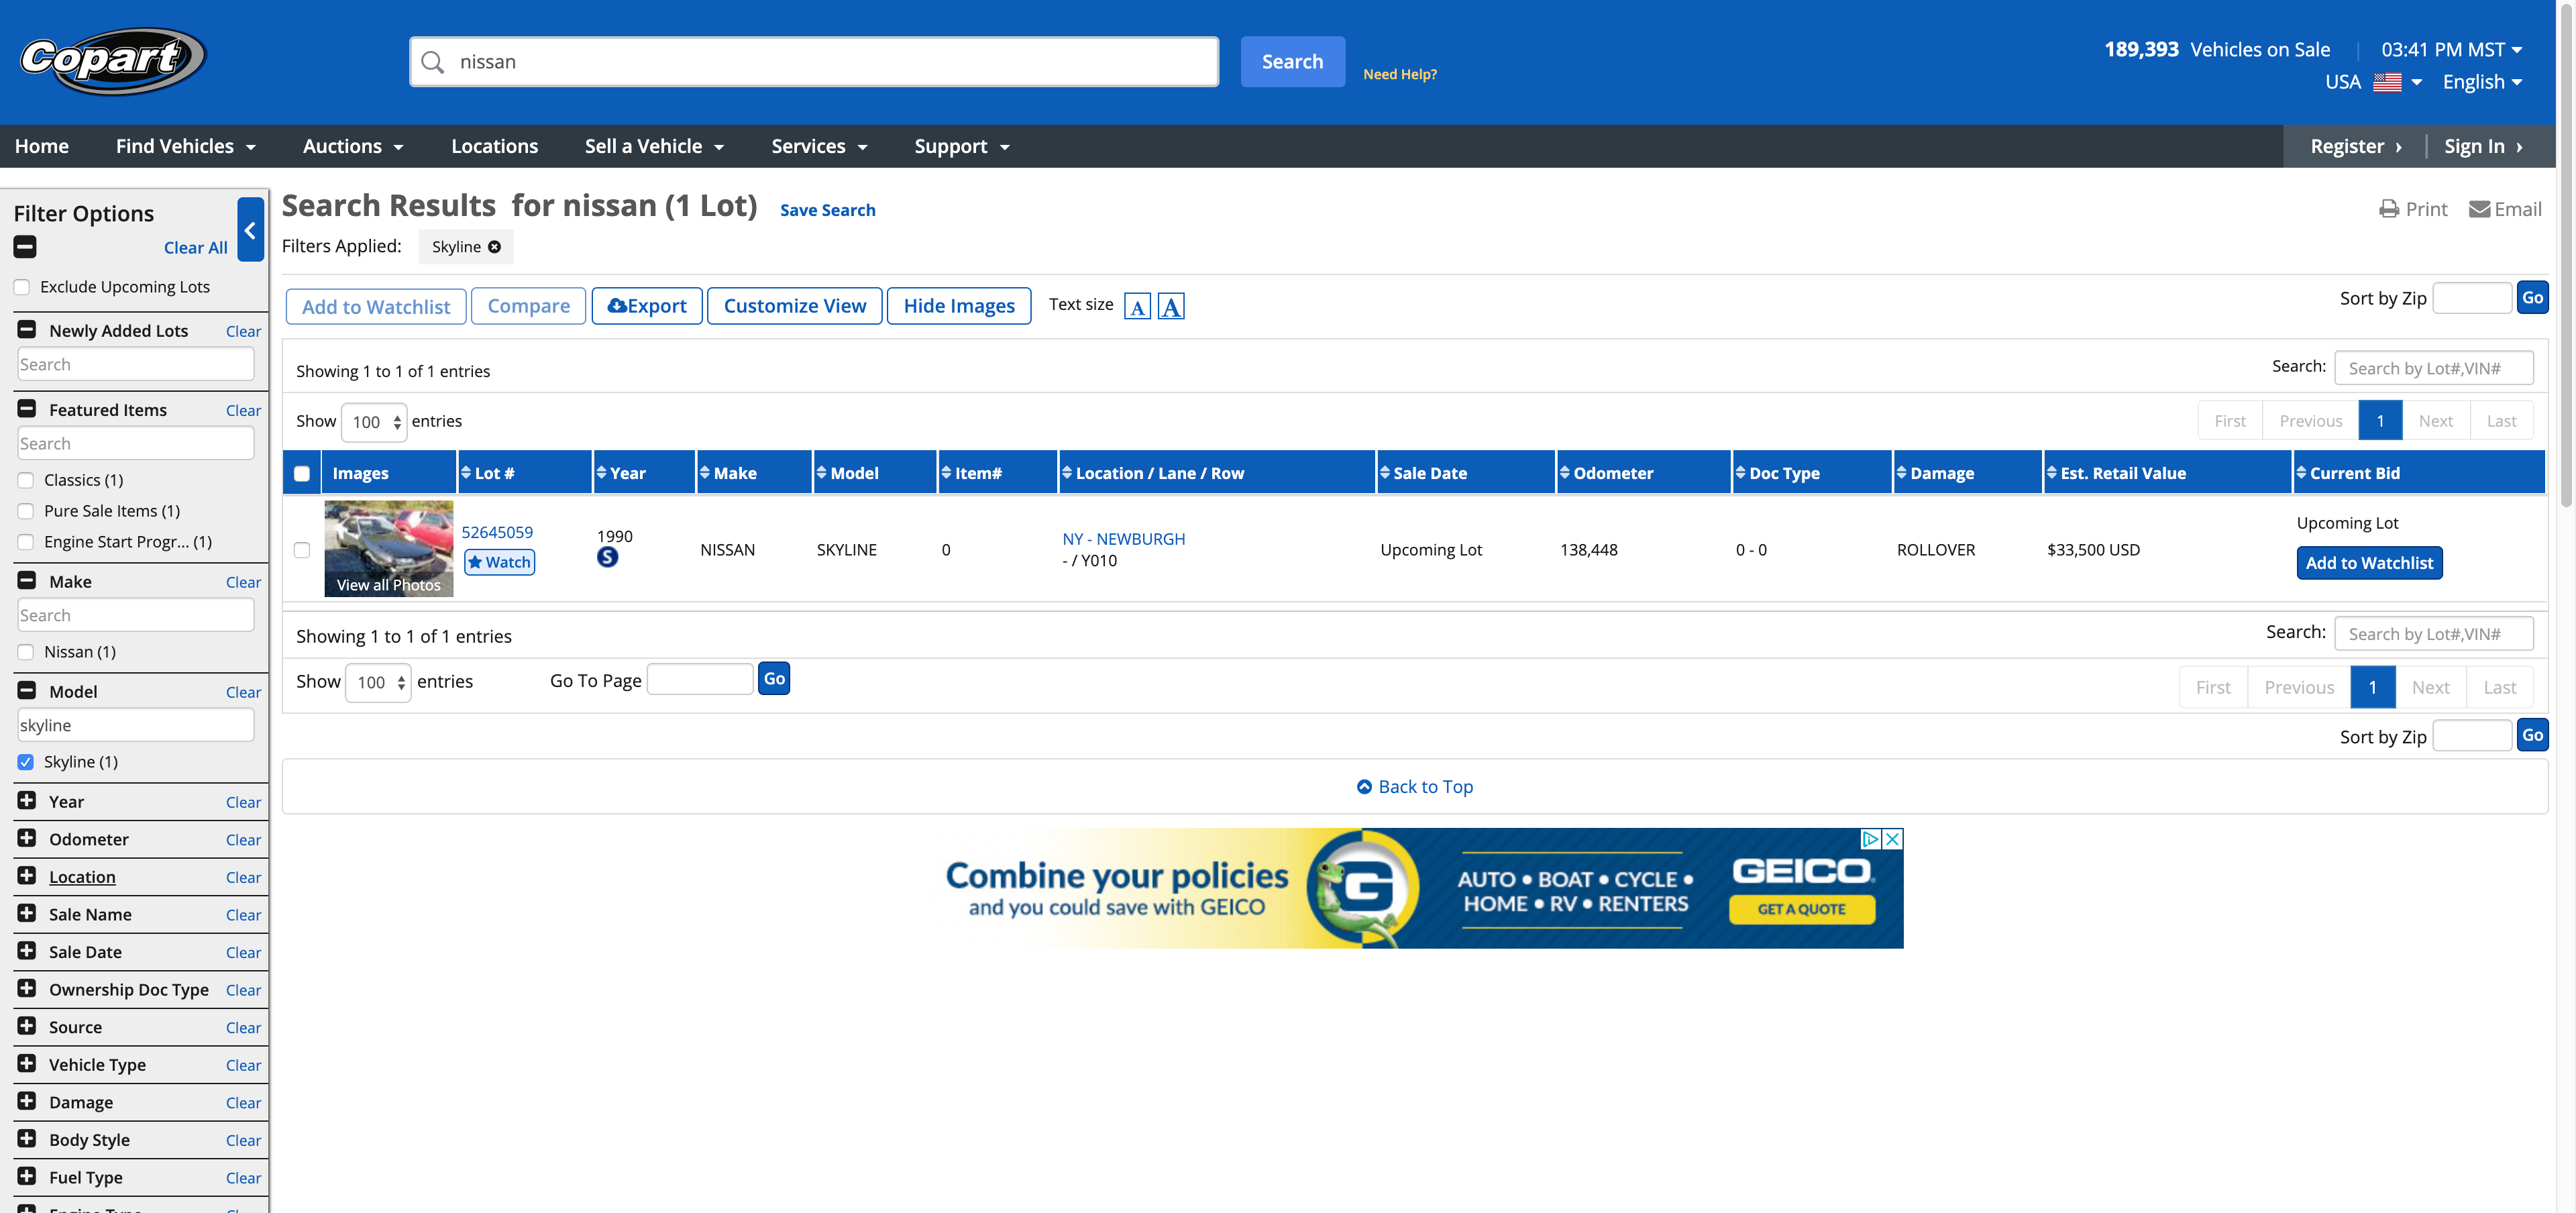 Copart
nissan
Search
Need Help?
189,393 Vehicles on Sale
03:41 PM MST
USA
English
Home
Find Vehicles
Auctions
Locations
Sell a Vehicle
Services
Support
Register ›
Sign In ›
Filter Options
Clear All
Exclude Upcoming Lots
Newly Added Lots Clear
Search
Featured Items Clear
Search
Classics (1)
Pure Sale Items (1)
Engine Start Progr... (1)
Make Clear
Search
Nissan (1)
Model Clear
skyline
Skyline (1)
Year Clear
Odometer Clear
Location Clear
Sale Name Clear
Sale Date Clear
Ownership Doc Type Clear
Source Clear
Vehicle Type Clear
Damage Clear
Body Style Clear
Fuel Type Clear
Search Results for nissan (1 Lot) Save Search
Print Email
Filters Applied: Skyline
Add to Watchlist Compare Export Customize View Hide Images Text size A A
Sort by Zip Go
Showing 1 to 1 of 1 entries
Search: Search by Lot#,VIN#
Show 100 entries
First Previous 1 Next Last
Images Lot # Year Make Model Item# Location / Lane / Row Sale Date Odometer Doc Type Damage Est. Retail Value Current Bid
View all Photos
52645059
Watch
1990
S
NISSAN
SKYLINE
0
NY - NEWBURGH
- / Y010
Upcoming Lot
138,448
0 - 0
ROLLOVER
$33,500 USD
Upcoming Lot
Add to Watchlist
Showing 1 to 1 of 1 entries
Search: Search by Lot#,VIN#
Show 100 entries
Go To Page Go
First Previous 1 Next Last
Sort by Zip Go
Back to Top
Combine your policies
and you could save with GEICO
G
AUTO • BOAT • CYCLE •
HOME • RV • RENTERS
GEICO
GET A QUOTE